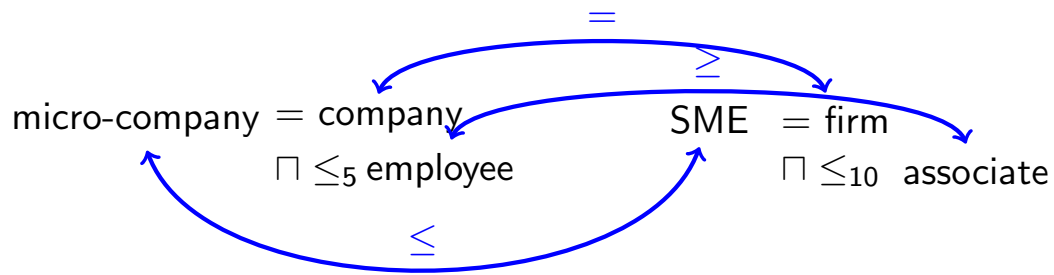 =
≥
micro-company = company SME = firm
⊓ ≤₅ employee ⊓ ≤₁₀ associate
≤